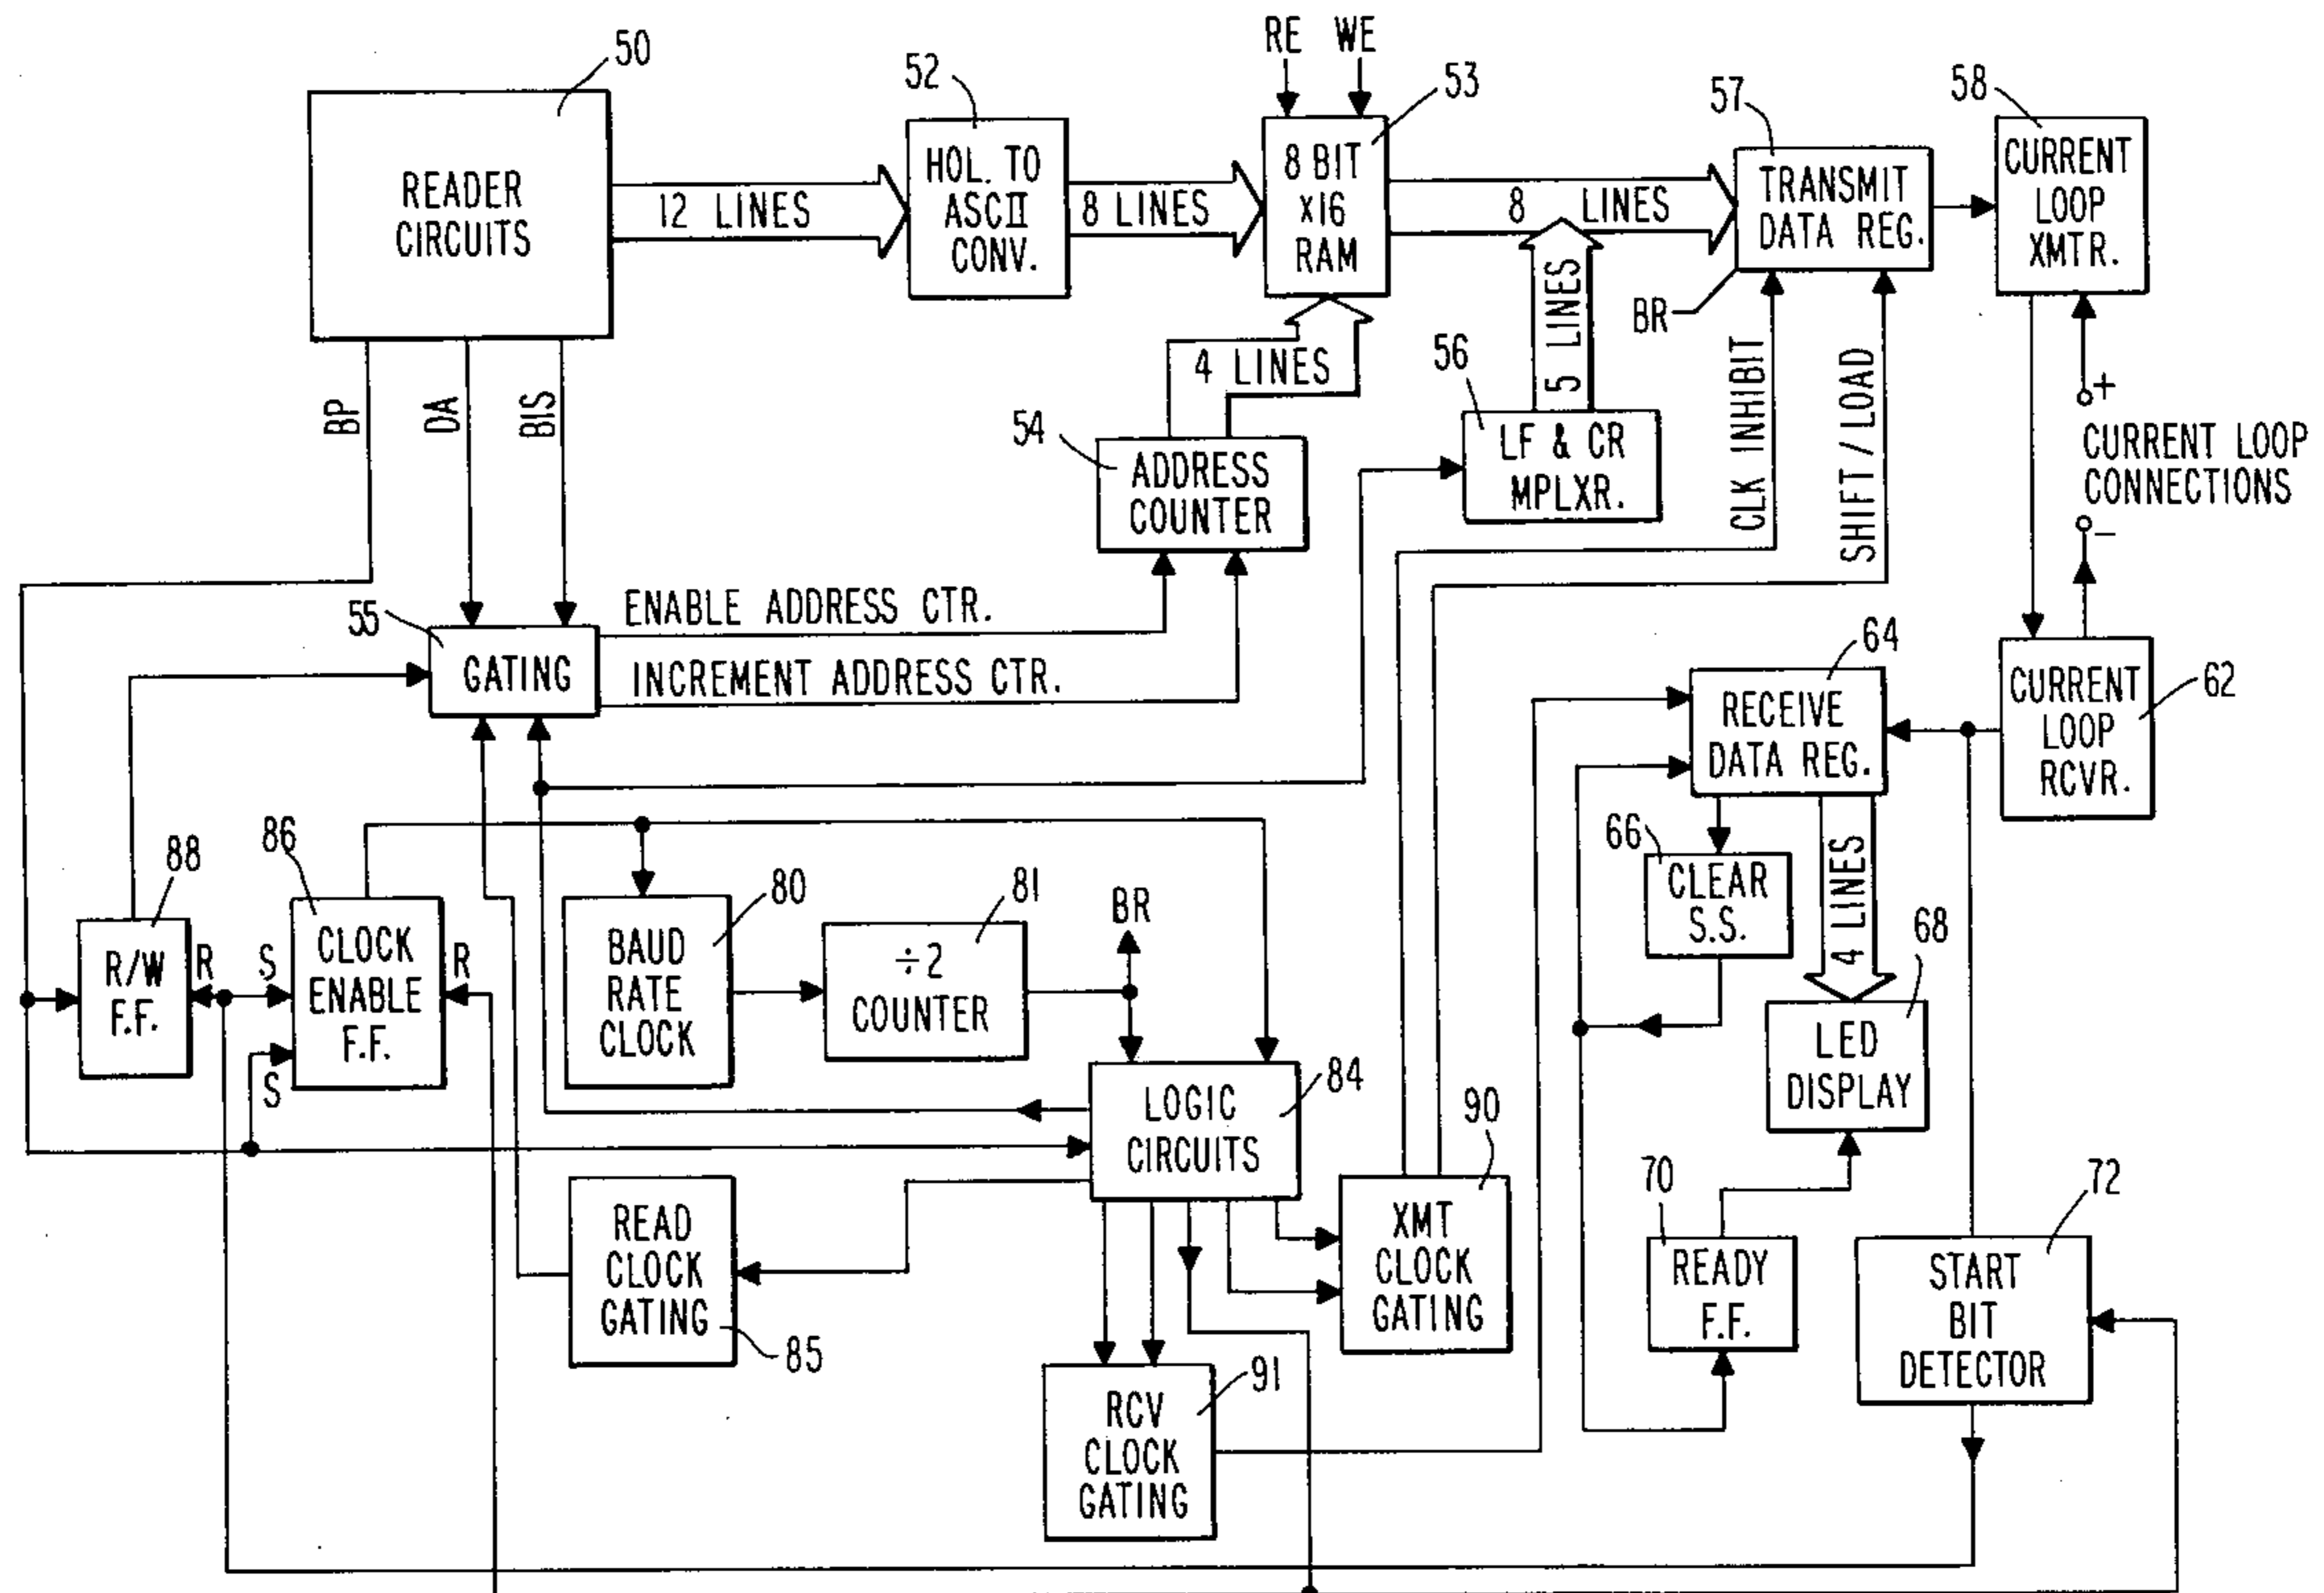 RE WE
50
52
53
57
58
READER
CIRCUITS
12 LINES
HOL. TO
ASCII
CONV.
8 LINES
8 BIT
x16
RAM
8 LINES
TRANSMIT
DATA REG.
CURRENT
LOOP
XMTR.
BR
5 LINES
CLK INHIBIT
SHIFT/LOAD
BP
DA
BIS
4 LINES
54
ADDRESS
COUNTER
56
LF & CR
MPLXR.
+
CURRENT LOOP
CONNECTIONS
-
55
GATING
ENABLE ADDRESS CTR.
INCREMENT ADDRESS CTR.
64
RECEIVE
DATA REG.
CURRENT
LOOP
RCVR.
62
88
R/W
F.F.
R
S
S
86
CLOCK
ENABLE
F.F.
R
80
BAUD
RATE
CLOCK
81
÷2
COUNTER
BR
66
CLEAR
S.S.
4 LINES
68
LED
DISPLAY
84
LOGIC
CIRCUITS
90
XMT
CLOCK
GATING
70
READY
F.F.
72
START
BIT
DETECTOR
READ
CLOCK
GATING
85
91
RCV
CLOCK
GATING